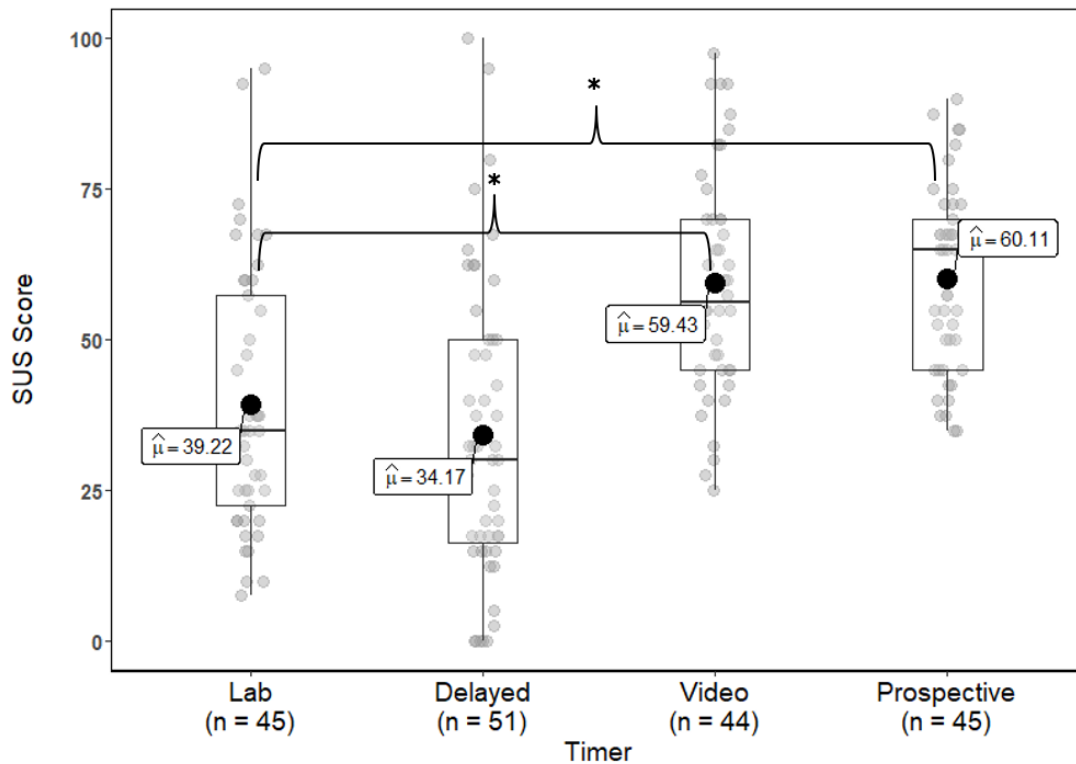 SUS Score
100
75
50
25
0
*
*
μ̂ = 39.22
μ̂ = 34.17
μ̂ = 59.43
μ̂ = 60.11
Lab
(n = 45)
Delayed
(n = 51)
Video
(n = 44)
Prospective
(n = 45)
Timer